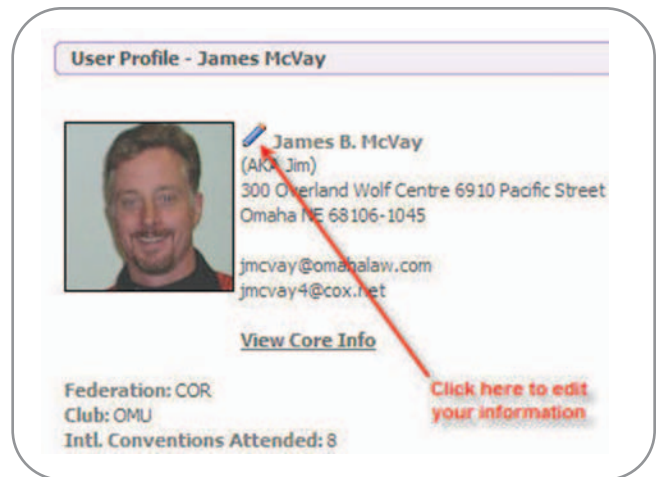 User Profile - James McVay
James B. McVay
(AKA Jim)
300 Overland Wolf Centre 6910 Pacific Street
Omaha NE 68106-1045
jmcvay@omahalaw.com
jmcvay4@cox.net
View Core Info
Federation: COR
Club: OMU
Intl. Conventions Attended: 8
Click here to edit
your information